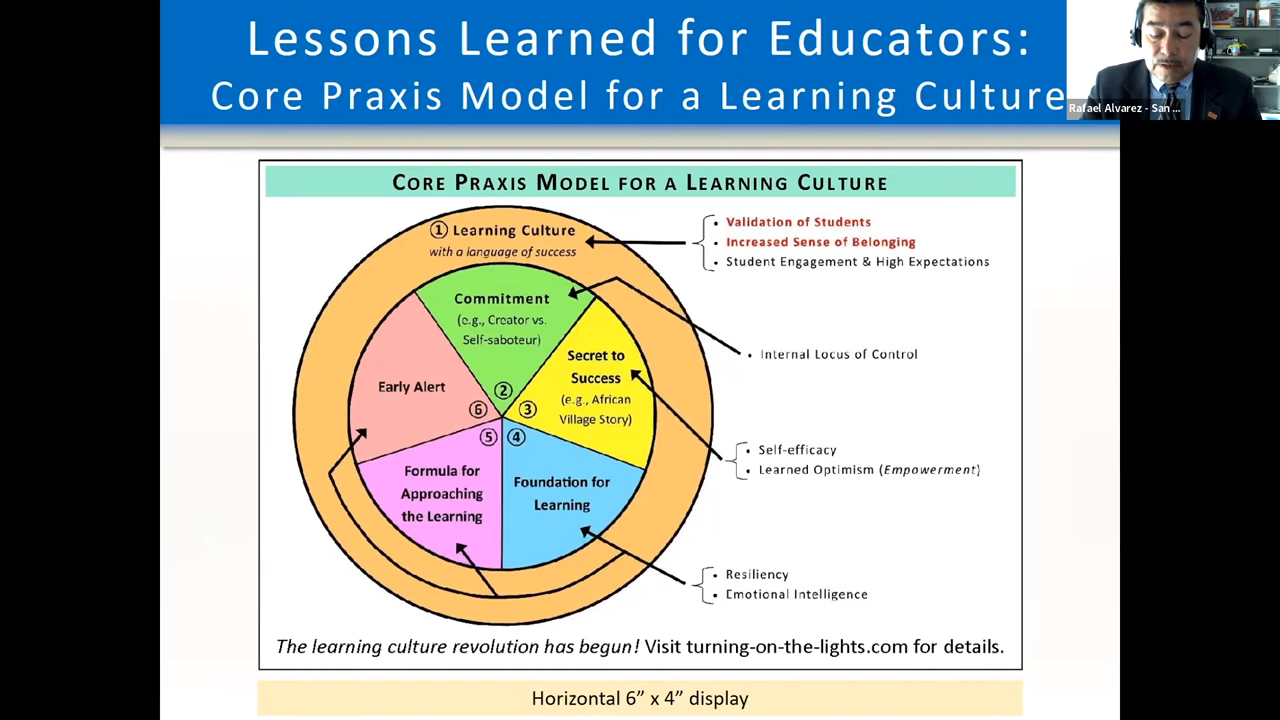 Lessons Learned for Educators:
Core Praxis Model for a Learning Culture
Rafael Alvarez - San ...
CORE PRAXIS MODEL FOR A LEARNING CULTURE
① Learning Culture
with a language of success
• Validation of Students
• Increased Sense of Belonging
• Student Engagement & High Expectations
Commitment
(e.g., Creator vs.
Self-saboteur)
②
• Internal Locus of Control
Secret to
Success
(e.g., African
Village Story)
③
• Self-efficacy
• Learned Optimism (Empowerment)
Foundation for
Learning
④
• Resiliency
• Emotional Intelligence
Formula for
Approaching
the Learning
⑤
Early Alert
⑥
The learning culture revolution has begun! Visit turning-on-the-lights.com for details.
Horizontal 6” x 4” display